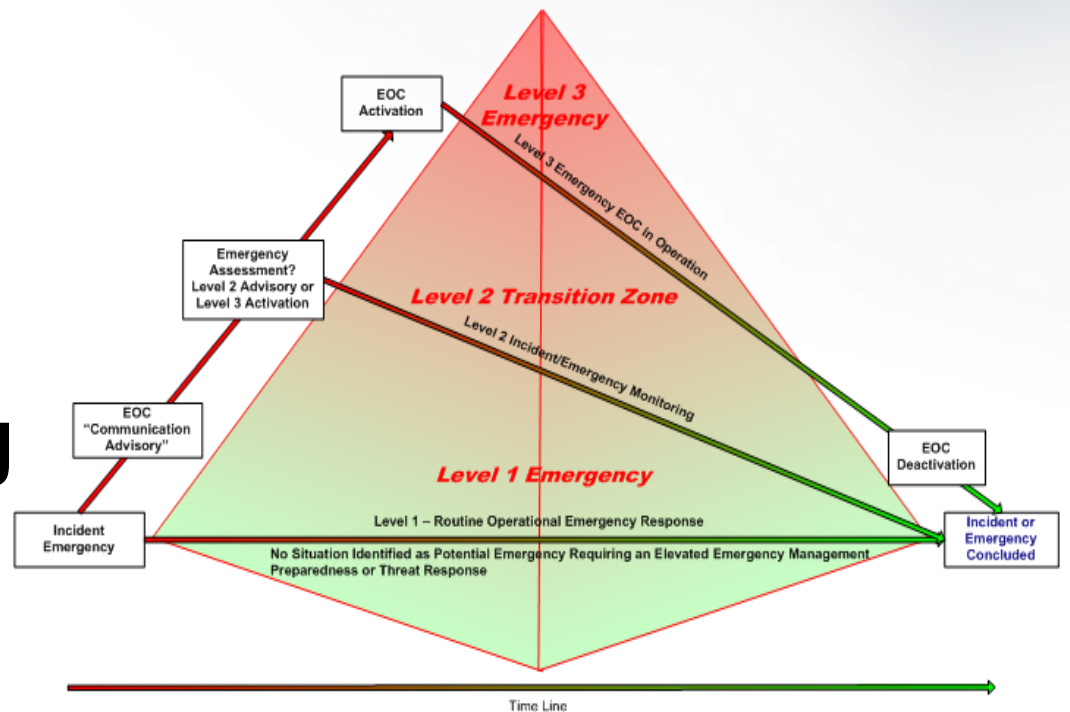 Level 3
Emergency
EOC
Activation
Level 3 Emergency EOC in Operation
Emergency
Assessment?
Level 2 Advisory or
Level 3 Activation
Level 2 Transition Zone
Level 2 Incident/Emergency Monitoring
EOC
“Communication
Advisory”
EOC
Deactivation
Level 1 Emergency
Incident
Emergency
Level 1 – Routine Operational Emergency Response
No Situation Identified as Potential Emergency Requiring an Elevated Emergency Management
Preparedness or Threat Response
Incident or
Emergency
Concluded
Time Line